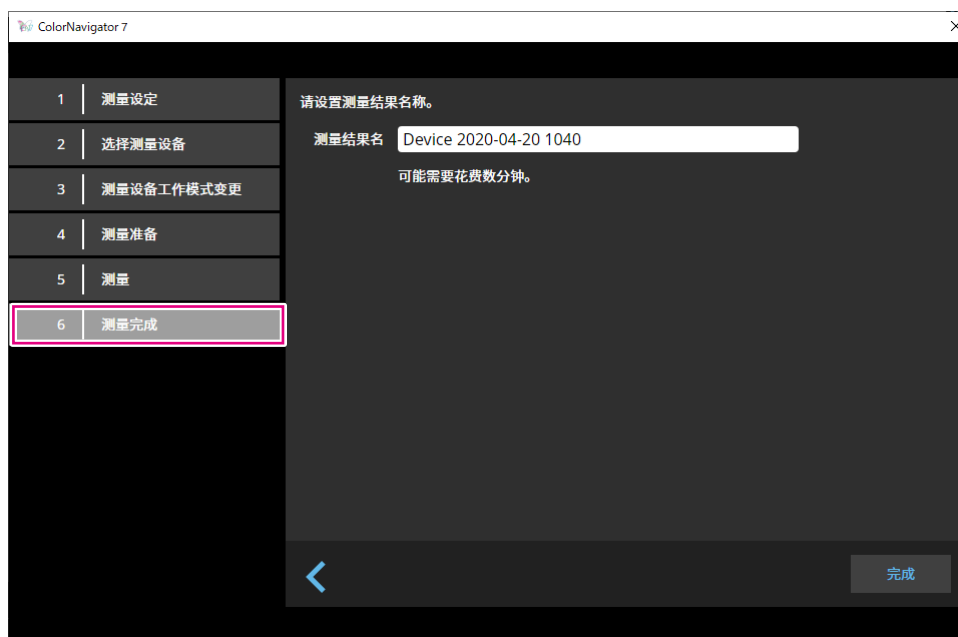 ColorNavigator 7
1 测量设定
2 选择测量设备
3 测量设备工作模式变更
4 测量准备
5 测量
6 测量完成
请设置测量结果名称。
测量结果名 Device 2020-04-20 1040
可能需要花费数分钟。
完成